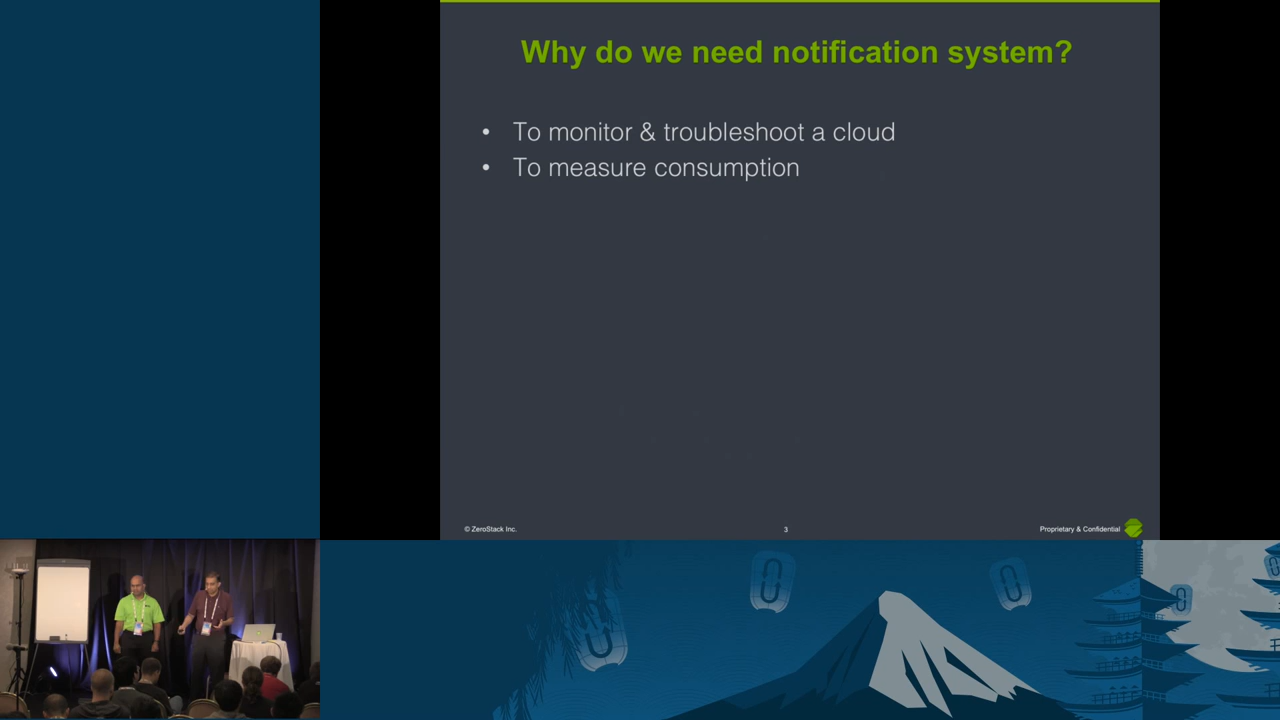 Why do we need notification system?
• To monitor & troubleshoot a cloud
• To measure consumption
© ZeroStack Inc.
3
Proprietary & Confidential